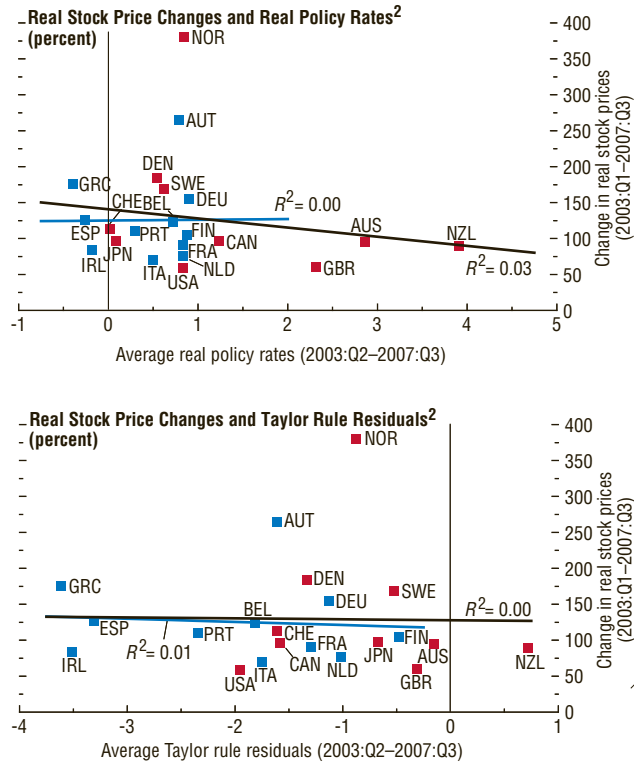 Real Stock Price Changes and Real Policy Rates2
(percent)
400
350
300
250
200
150
100
50
0
Change in real stock prices
(2003:Q1–2007:Q3)
NOR
AUT
DEN
GRC
SWE
CHE
BEL
DEU
R2 = 0.00
ESP
PRT
FIN
AUS
NZL
IRL
JPN
FRA
CAN
ITA
NLD
USA
GBR
R2 = 0.03
-1
0
1
2
3
4
5
Average real policy rates (2003:Q2–2007:Q3)
Real Stock Price Changes and Taylor Rule Residuals2
(percent)
400
350
300
250
200
150
100
50
0
Change in real stock prices
(2003:Q1–2007:Q3)
NOR
AUT
GRC
DEN
SWE
DEU
BEL
R2 = 0.00
ESP
PRT
CHE
FIN
R2 = 0.01
FRA
JPN
AUS
IRL
CAN
NZL
USA
ITA
NLD
GBR
-4
-3
-2
-1
0
1
Average Taylor rule residuals (2003:Q2–2007:Q3)